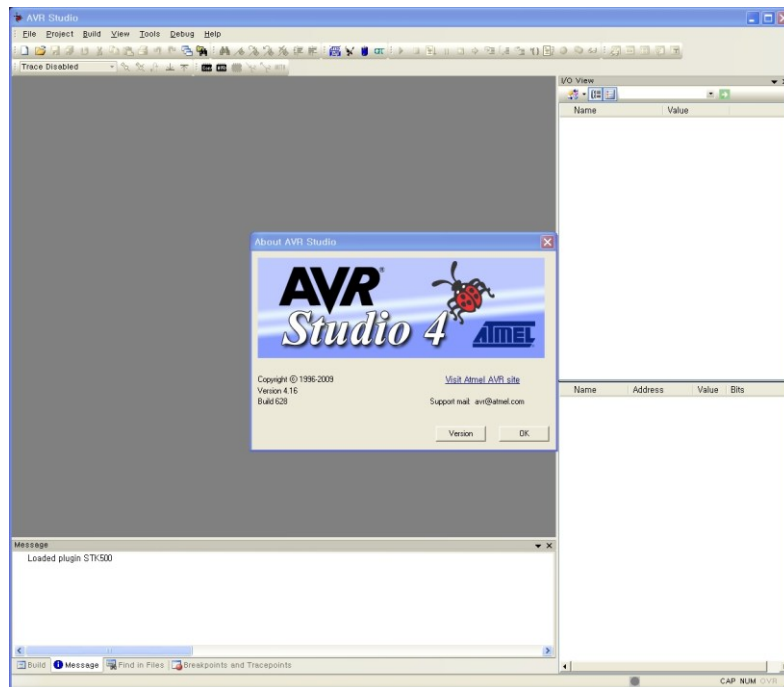 AVR Studio
File Project Build View Tools Debug Help
Trace Disabled
I/O View
Name Value
About AVR Studio
AVR®
Studio 4
ATMEL
Copyright © 1996-2009
Version 4.16
Build 628
Visit Atmel AVR site
Support mail: avr@atmel.com
Version OK
Name Address Value Bits
Message
Loaded plugin STK500
Build Message Find in Files Breakpoints and Tracepoints
CAP NUM OVR